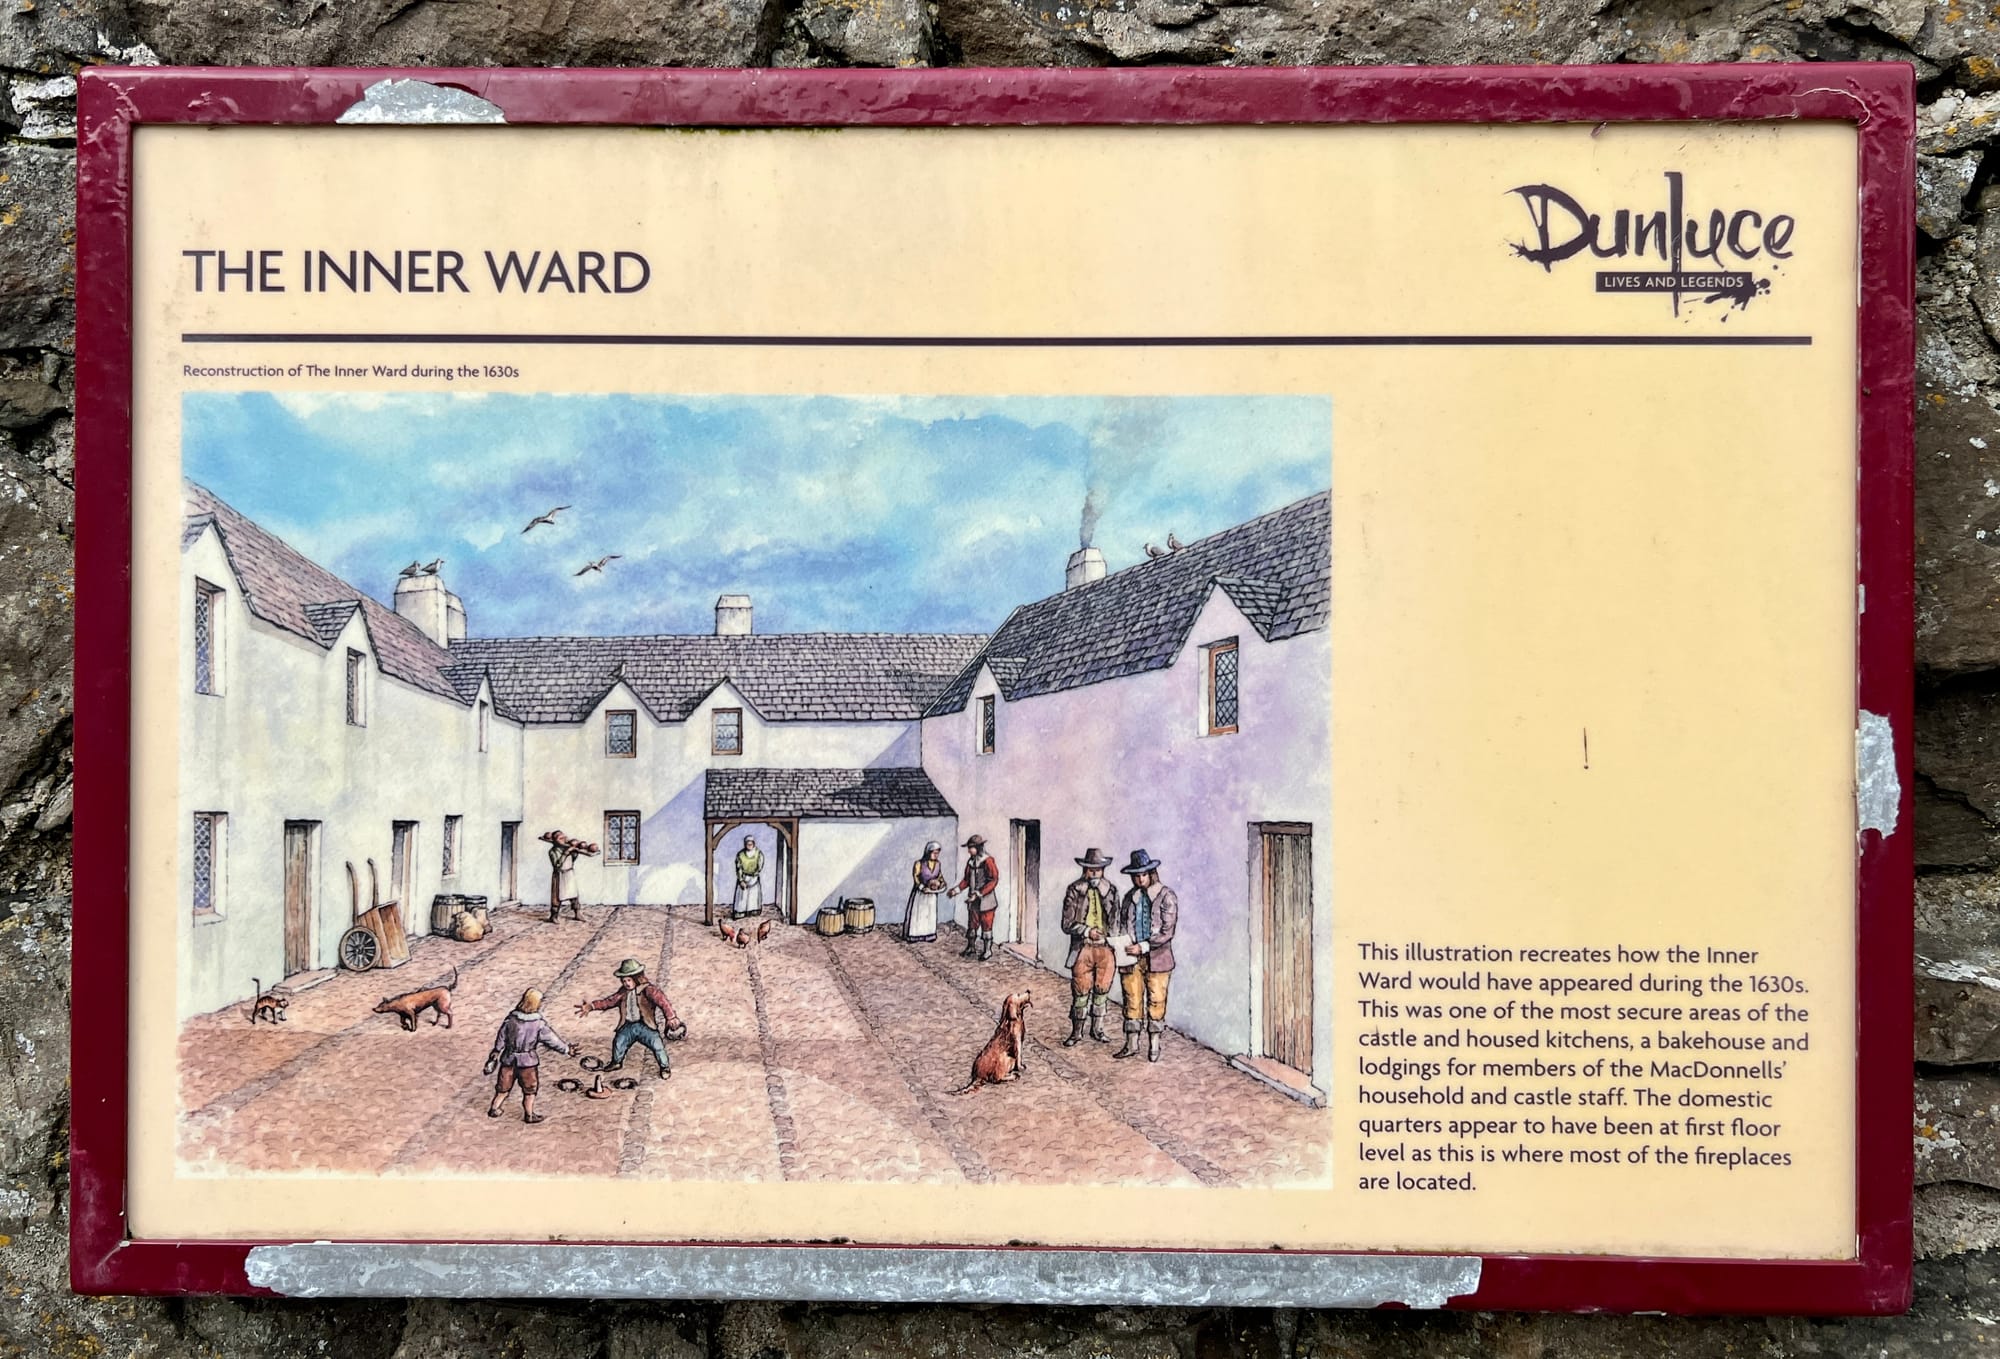 THE INNER WARD
Dunluce
LIVES AND LEGENDS
Reconstruction of The Inner Ward during the 1630s
This illustration recreates how the Inner
Ward would have appeared during the 1630s.
This was one of the most secure areas of the
castle and housed kitchens, a bakehouse and
lodgings for members of the MacDonnells’
household and castle staff. The domestic
quarters appear to have been at first floor
level as this is where most of the fireplaces
are located.